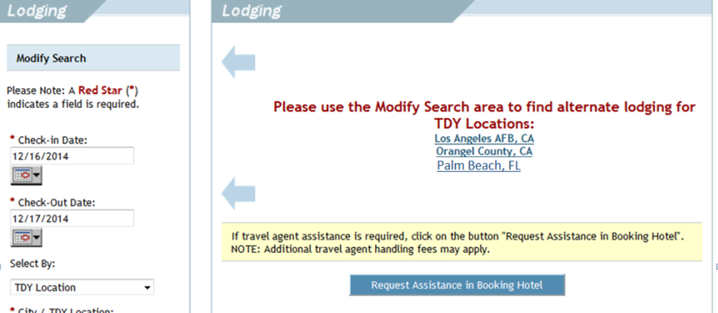 Lodging
Modify Search
Please Note: A Red Star (*)
indicates a field is required.
* Check-in Date:
12/16/2014
* Check-Out Date:
12/17/2014
Select By:
TDY Location
* City / TDY Location:
Lodging
Please use the Modify Search area to find alternate lodging for
TDY Locations:
Los Angeles AFB, CA
Orangel County, CA
Palm Beach, FL
If travel agent assistance is required, click on the button "Request Assistance in Booking Hotel".
NOTE: Additional travel agent handling fees may apply.
Request Assistance in Booking Hotel